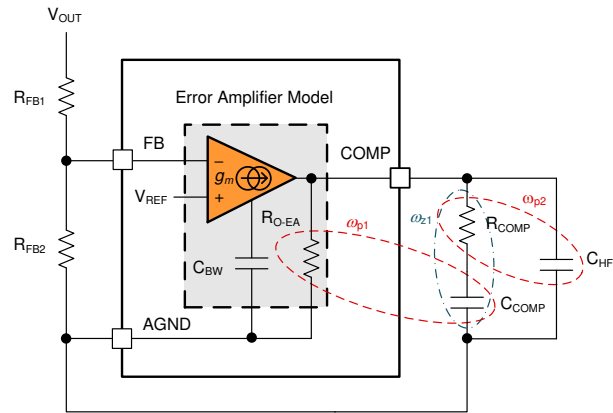 VOUT
RFB1
Error Amplifier Model
FB
COMP
−
gm
+
VREF
RO-EA
ωp1
ωz1
ωp2
RCOMP
RFB2
CBW
CHF
CCOMP
AGND